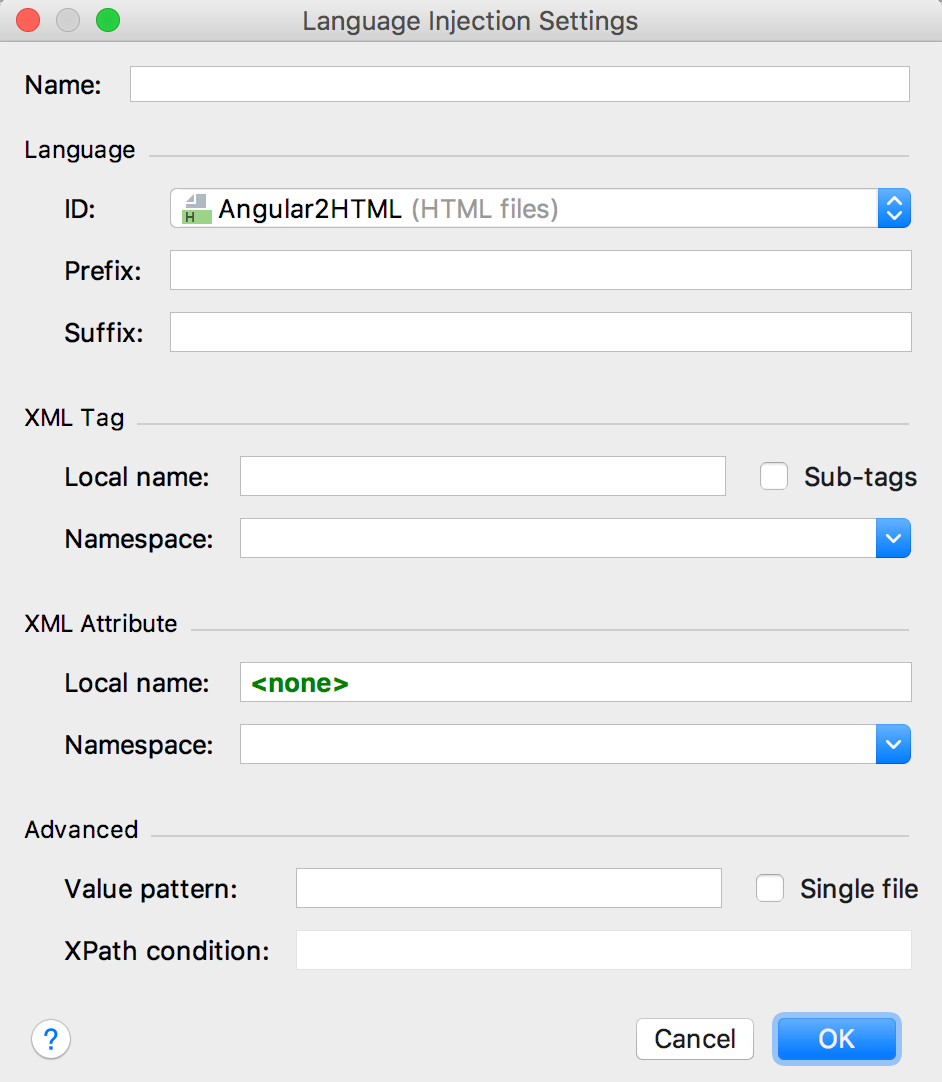 Language Injection Settings
Name:
Language
ID: H Angular2HTML (HTML files)
Prefix:
Suffix:
XML Tag
Local name: Sub-tags
Namespace:
XML Attribute
Local name: <none>
Namespace:
Advanced
Value pattern: Single file
XPath condition:
? Cancel OK